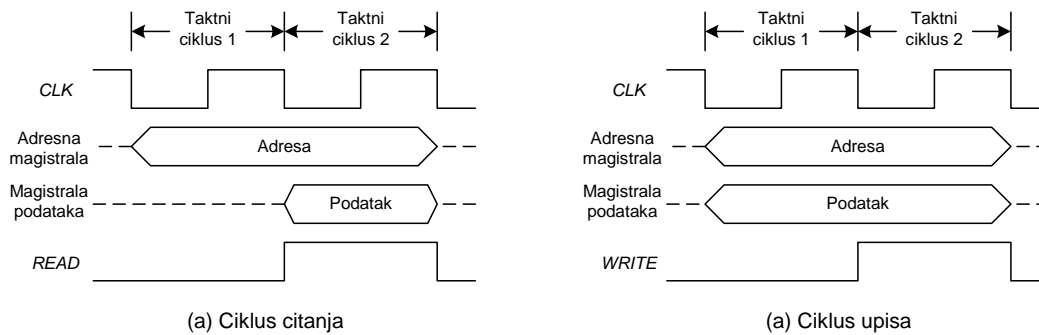 Taktni
ciklus 1
Taktni
ciklus 2
CLK
Adresna
magistrala
Adresa
Magistrala
podataka
Podatak
READ
(a) Ciklus citanja
Taktni
ciklus 1
Taktni
ciklus 2
CLK
Adresna
magistrala
Adresa
Magistrala
podataka
Podatak
WRITE
(a) Ciklus upisa